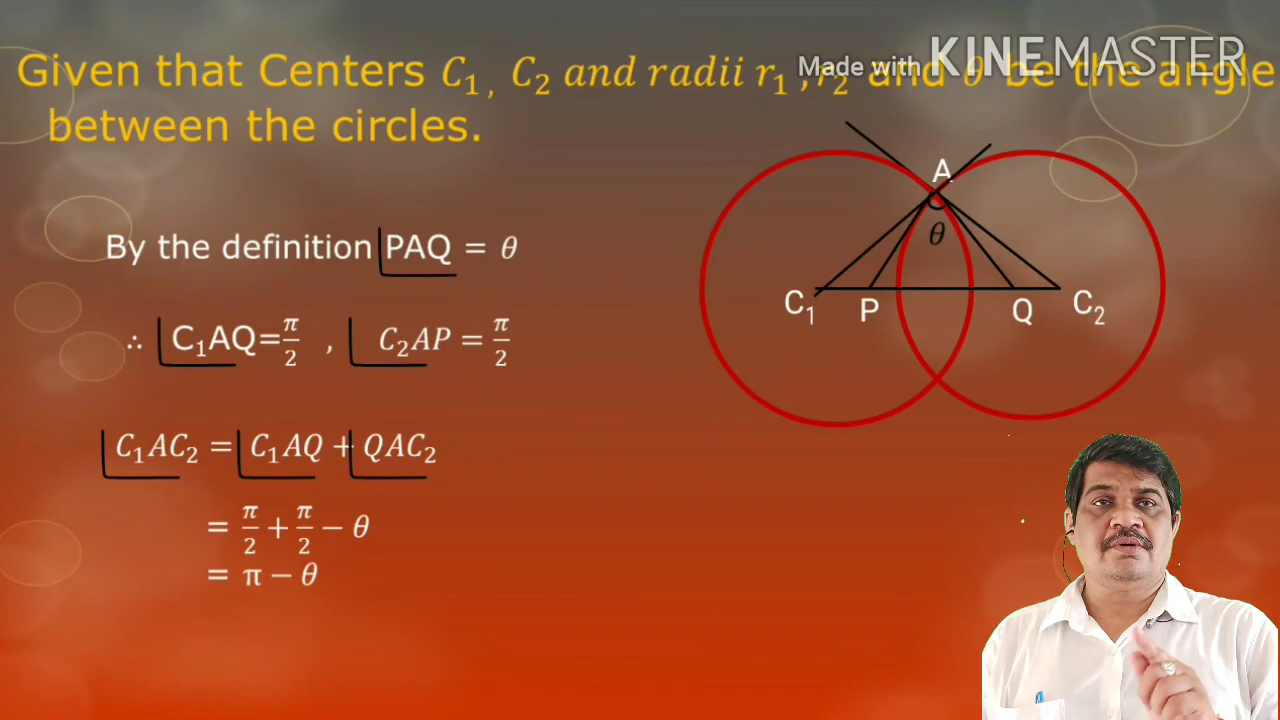 Given that Centers C₁, C₂ and radii r₁, r₂ and θ be the angle
between the circles.
Made with KINEMASTER
By the definition PAQ = θ
∴ C₁AQ=π/2 , C₂AP = π/2
C₁AC₂ = C₁AQ + QAC₂
= π/2 + π/2 − θ
= π − θ
A
θ
C₁ P Q C₂